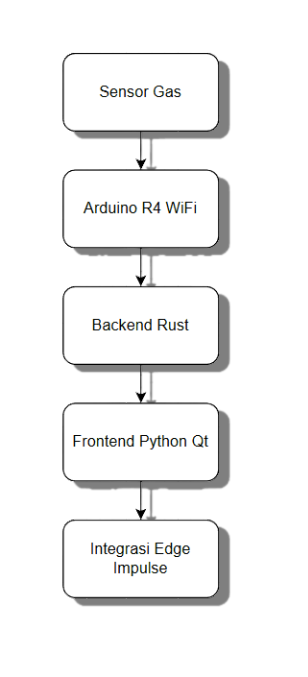 Sensor Gas
Arduino R4 WiFi
Backend Rust
Frontend Python Qt
Integrasi Edge
Impulse